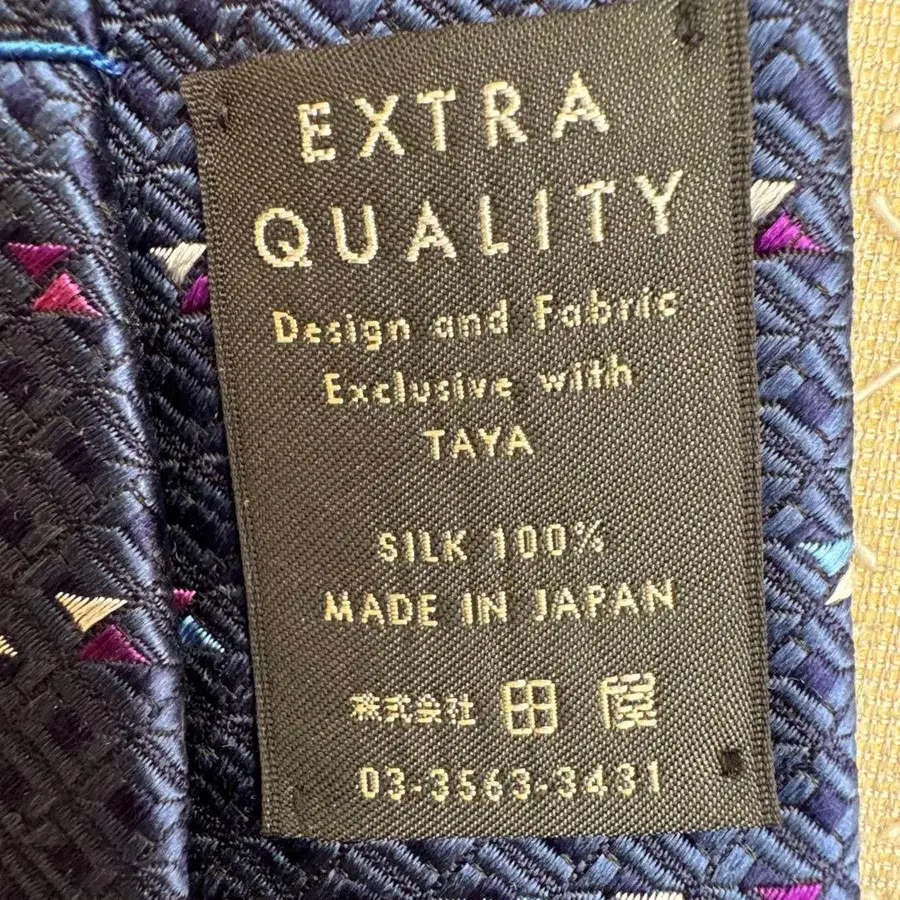 EXTRA
QUALITY
Design and Fabric
Exclusive with
TAYA
SILK 100%
MADE IN JAPAN
株式会社 田屋
03-3563-3431